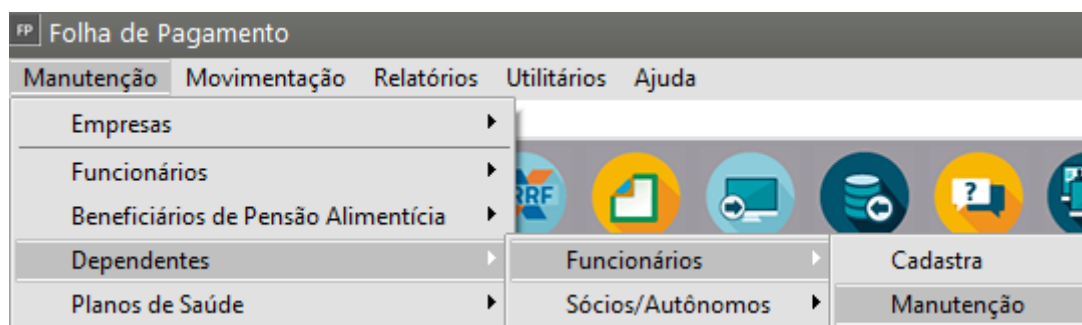 FP Folha de Pagamento
Manutenção Movimentação Relatórios Utilitários Ajuda
Empresas
Funcionários
RRF ?
Beneficiários de Pensão Alimentícia
Dependentes Funcionários Cadastra
Planos de Saúde Sócios/Autônomos Manutenção